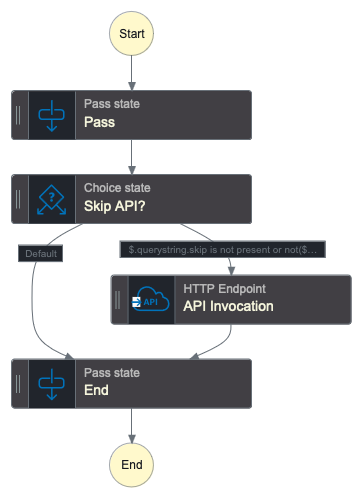 Start
Pass state
Pass
Choice state
Skip API?
Default
$.querystring.skip is not present or not($...
HTTP Endpoint
API
API Invocation
Pass state
End
End